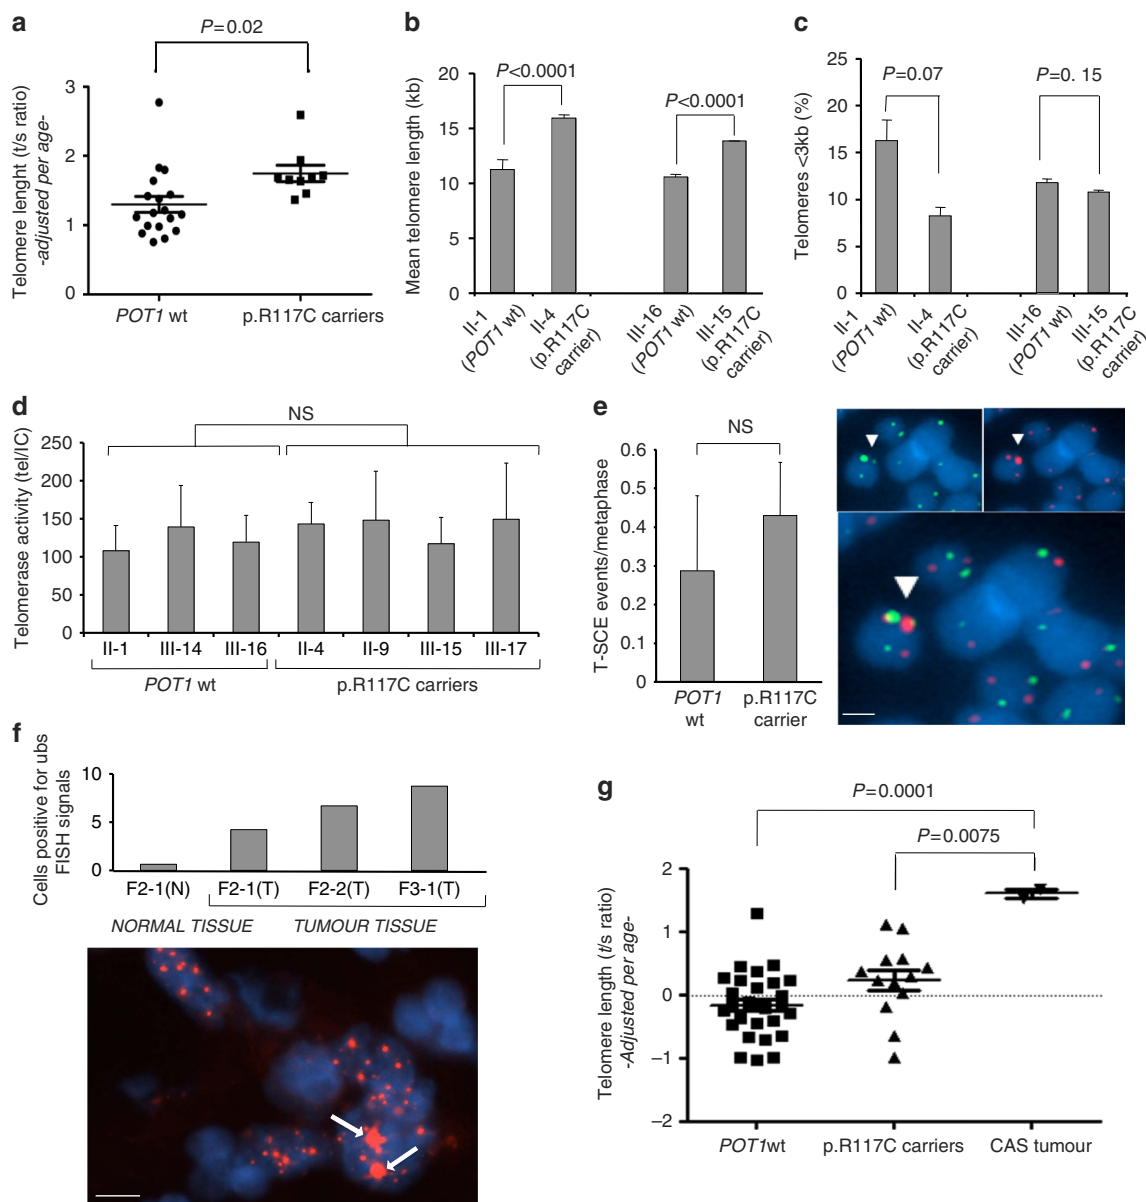 a
P=0.02
Telomere lenght (t/s ratio)
-adjusted per age-
3
2
1
0
POT1 wt
p.R117C carriers
b
Mean telomere length (kb)
20
15
10
5
0
P<0.0001
P<0.0001
II-1
(POT1 wt)
II-4
(p.R117C
carrier)
III-16
(POT1 wt)
III-15
(p.R117C
carrier)
c
Telomeres <3kb (%)
25
20
15
10
5
0
P=0.07
P=0. 15
II-1
(POT1 wt)
II-4
(p.R117C
carrier)
III-16
(POT1 wt)
III-15
(p.R117C
carrier)
d
NS
Telomerase activity (tel/IC)
250
200
150
100
50
0
II-1 III-14 III-16 II-4 II-9 III-15 III-17
POT1 wt
p.R117C carriers
e
NS
T-SCE events/metaphase
0.6
0.5
0.4
0.3
0.2
0.1
0
POT1
wt
p.R117C
carrier
f
Cells positive for ubs
FISH signals
10
5
0
F2-1(N) F2-1(T) F2-2(T) F3-1(T)
NORMAL TISSUE TUMOUR TISSUE
g
P=0.0001
P=0.0075
Telomere length (t/s ratio)
-Adjusted per age-
2
1
0
−1
−2
POT1wt
p.R117C carriers
CAS tumour